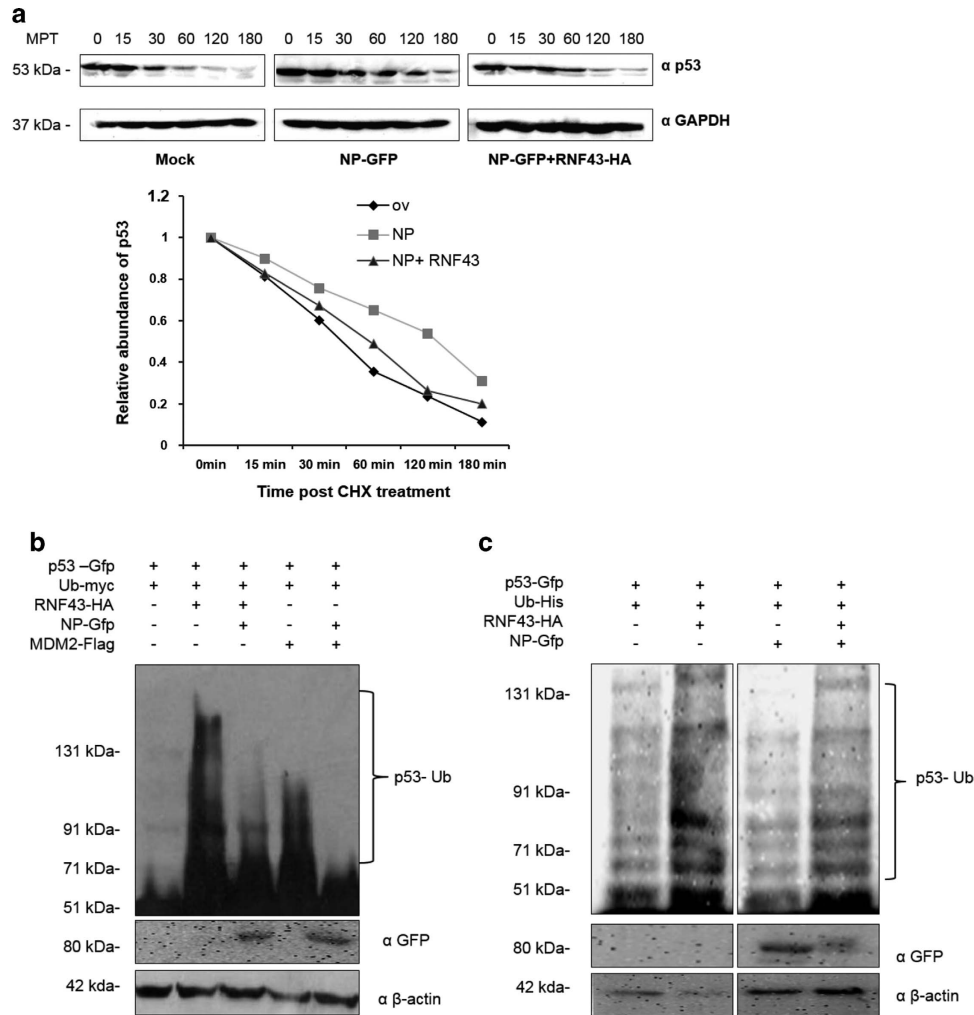 a
MPT 0 15 30 60 120 180 0 15 30 60 120 180 0 15 30 60 120 180
53 kDa - α p53
37 kDa - α GAPDH
Mock NP-GFP NP-GFP+RNF43-HA
Relative abundance of p53
1.2
1
0.8
0.6
0.4
0.2
0
ov
NP
NP+ RNF43
0min 15 min 30 min 60 min 120 min 180 min
Time post CHX treatment
b
p53 –Gfp + + + + +
Ub-myc + + + + +
RNF43-HA - + + - -
NP-Gfp - - + - +
MDM2-Flag - - - + +
131 kDa-
91 kDa-
71 kDa-
51 kDa-
p53- Ub
80 kDa- α GFP
42 kda- α β-actin
c
p53-Gfp + + + +
Ub-His + + + +
RNF43-HA - + - +
NP-Gfp - - + +
131 kDa-
91 kDa-
71 kDa-
51 kDa-
p53- Ub
80 kDa- α GFP
42 kDa- α β-actin